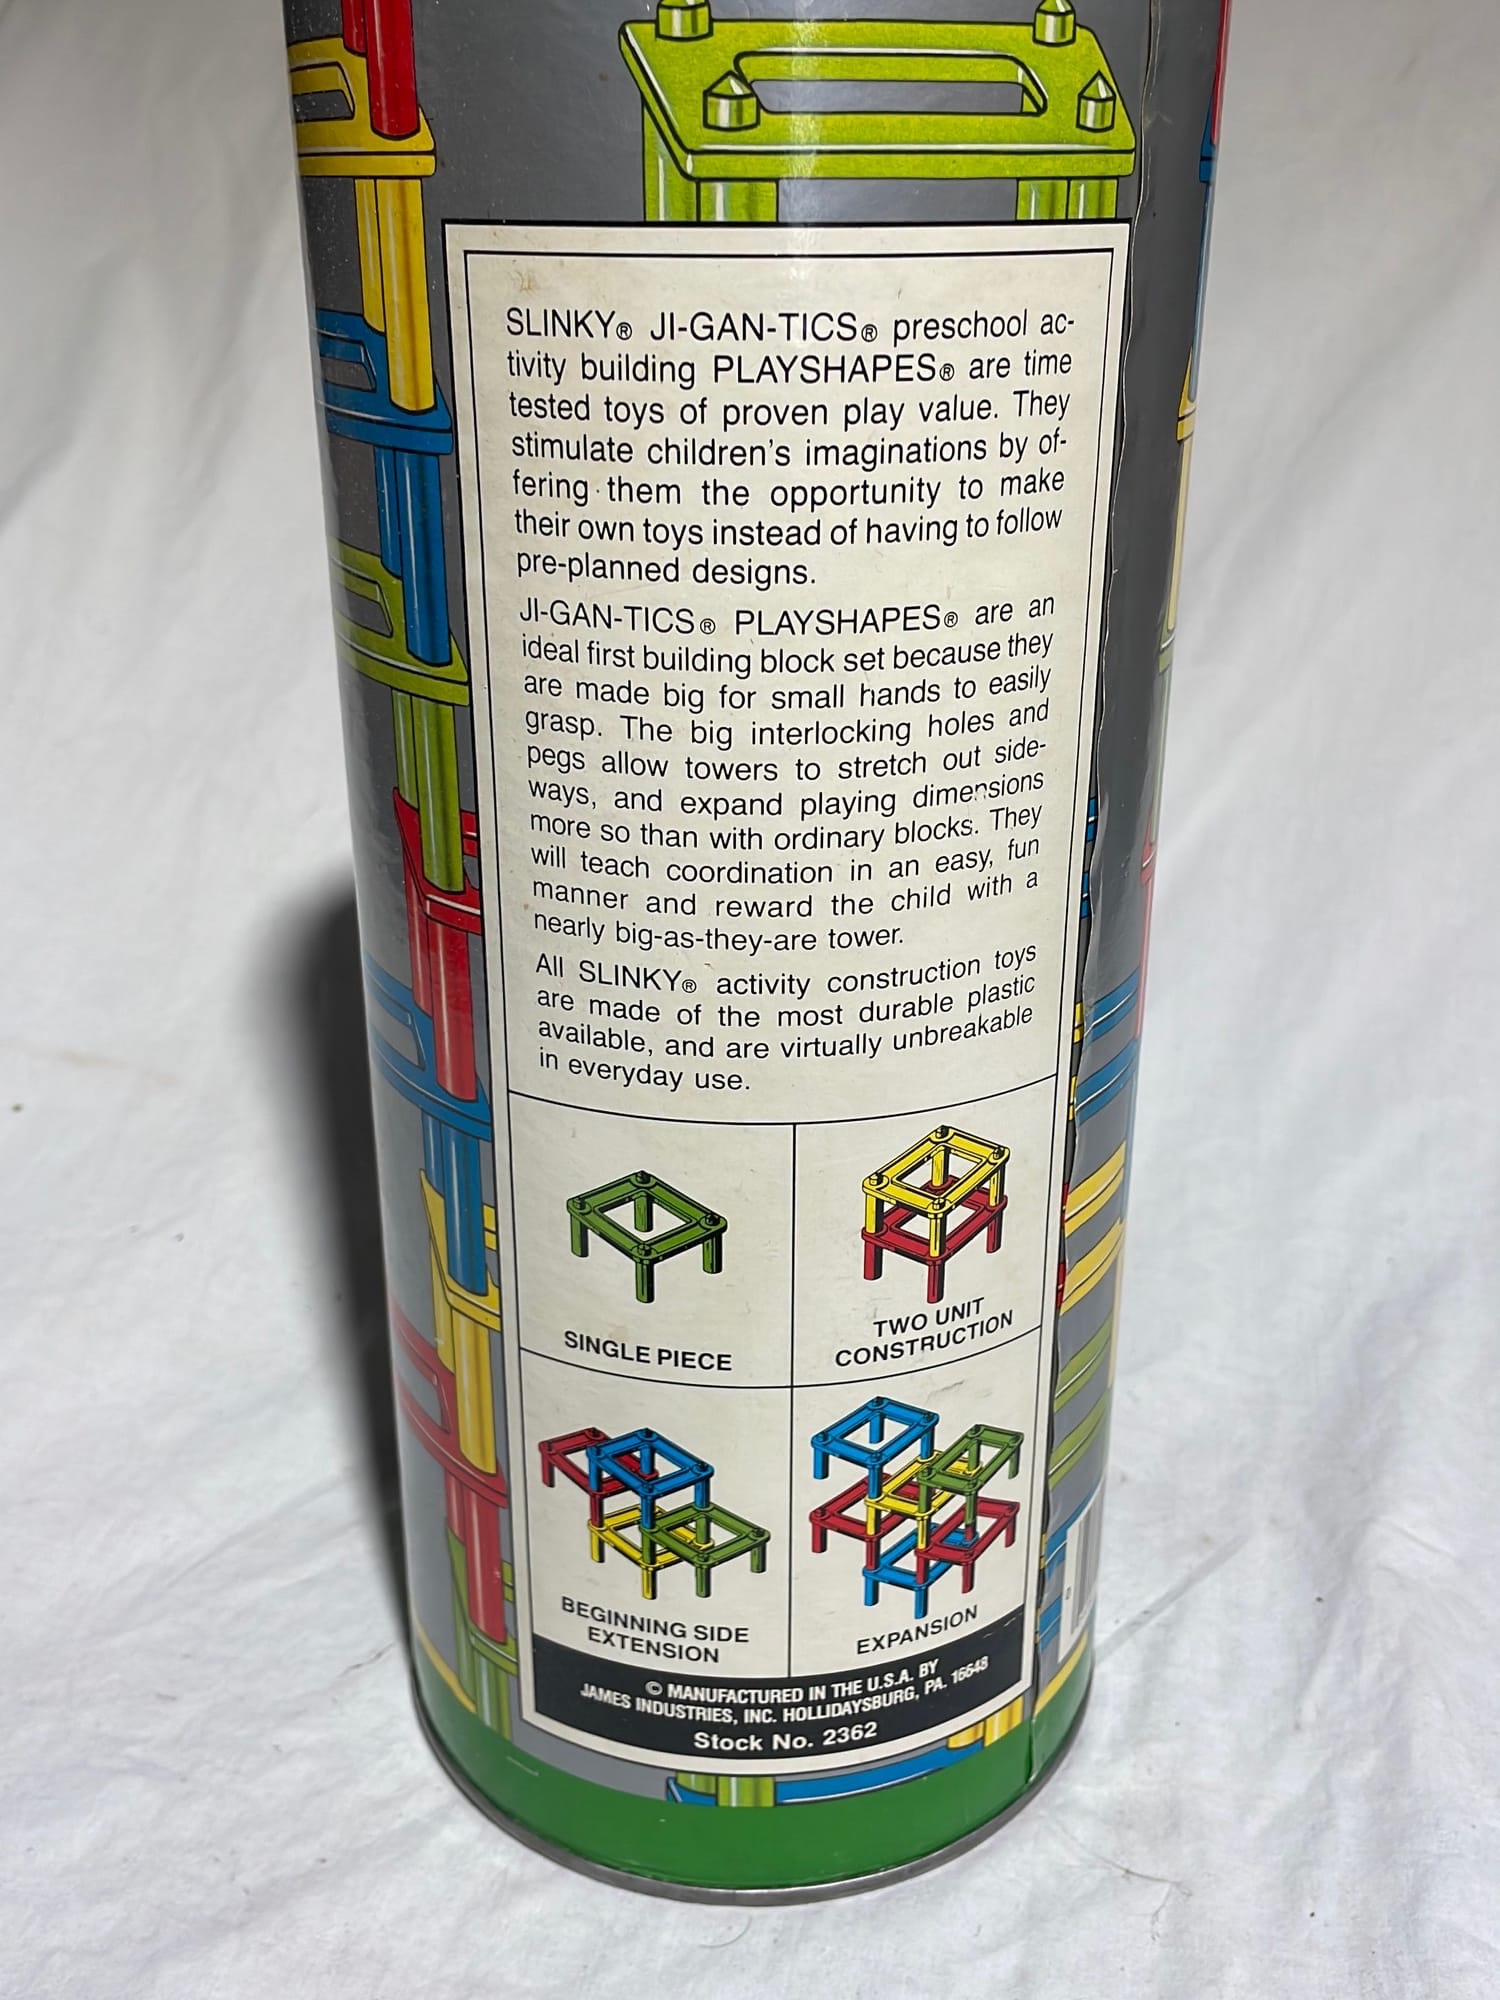 SLINKY® JI-GAN-TICS® preschool ac-
tivity building PLAYSHAPES® are time
tested toys of proven play value. They
stimulate children's imaginations by of-
fering them the opportunity to make
their own toys instead of having to follow
pre-planned designs.
JI-GAN-TICS® PLAYSHAPES® are an
ideal first building block set because they
are made big for small hands to easily
grasp. The big interlocking holes and
pegs allow towers to stretch out side-
ways, and expand playing dimensions
more so than with ordinary blocks. They
will teach coordination in an easy, fun
manner and reward the child with a
nearly big-as-they-are tower.
All SLINKY® activity construction toys
are made of the most durable plastic
available, and are virtually unbreakable
in everyday use.
SINGLE PIECE
TWO UNIT
CONSTRUCTION
BEGINNING SIDE
EXTENSION
EXPANSION
© MANUFACTURED IN THE U.S.A. BY
JAMES INDUSTRIES, INC. HOLLIDAYSBURG, PA. 16648
Stock No. 2362